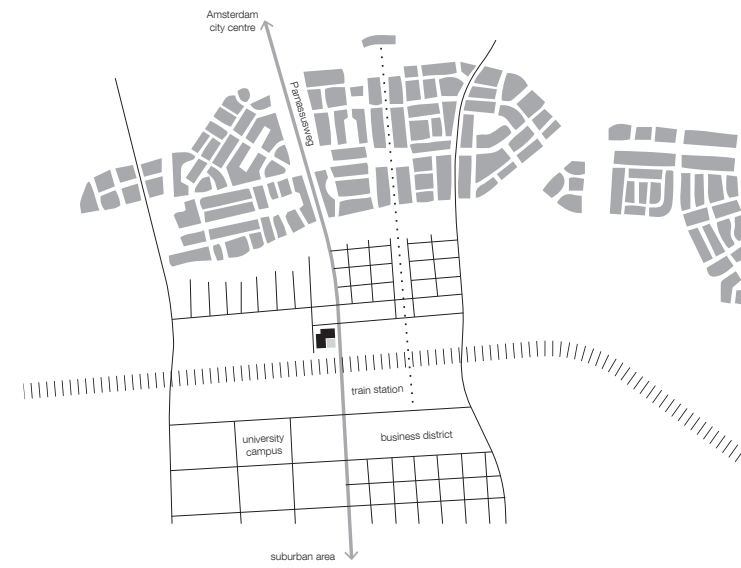 Amsterdam
city centre
Parnassusweg
train station
university
campus
business district
suburban area